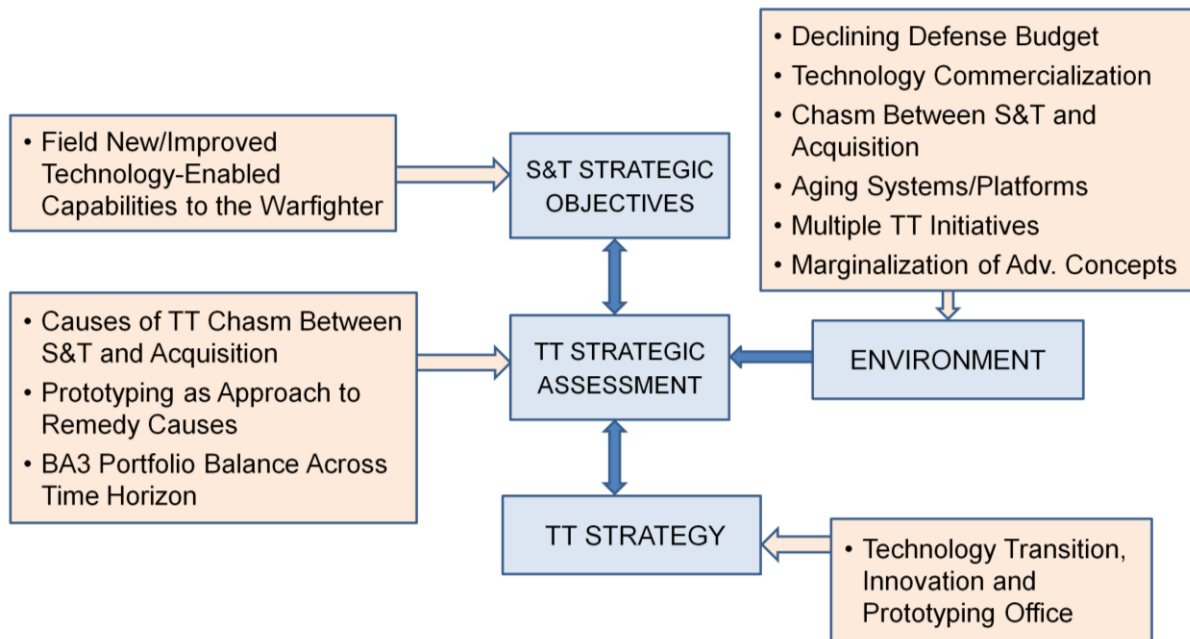 • Field New/Improved
Technology-Enabled
Capabilities to the Warfighter
S&T STRATEGIC
OBJECTIVES
• Declining Defense Budget
• Technology Commercialization
• Chasm Between S&T and
Acquisition
• Aging Systems/Platforms
• Multiple TT Initiatives
• Marginalization of Adv. Concepts
• Causes of TT Chasm Between
S&T and Acquisition
• Prototyping as Approach to
Remedy Causes
• BA3 Portfolio Balance Across
Time Horizon
TT STRATEGIC
ASSESSMENT
ENVIRONMENT
TT STRATEGY
• Technology Transition,
Innovation and
Prototyping Office